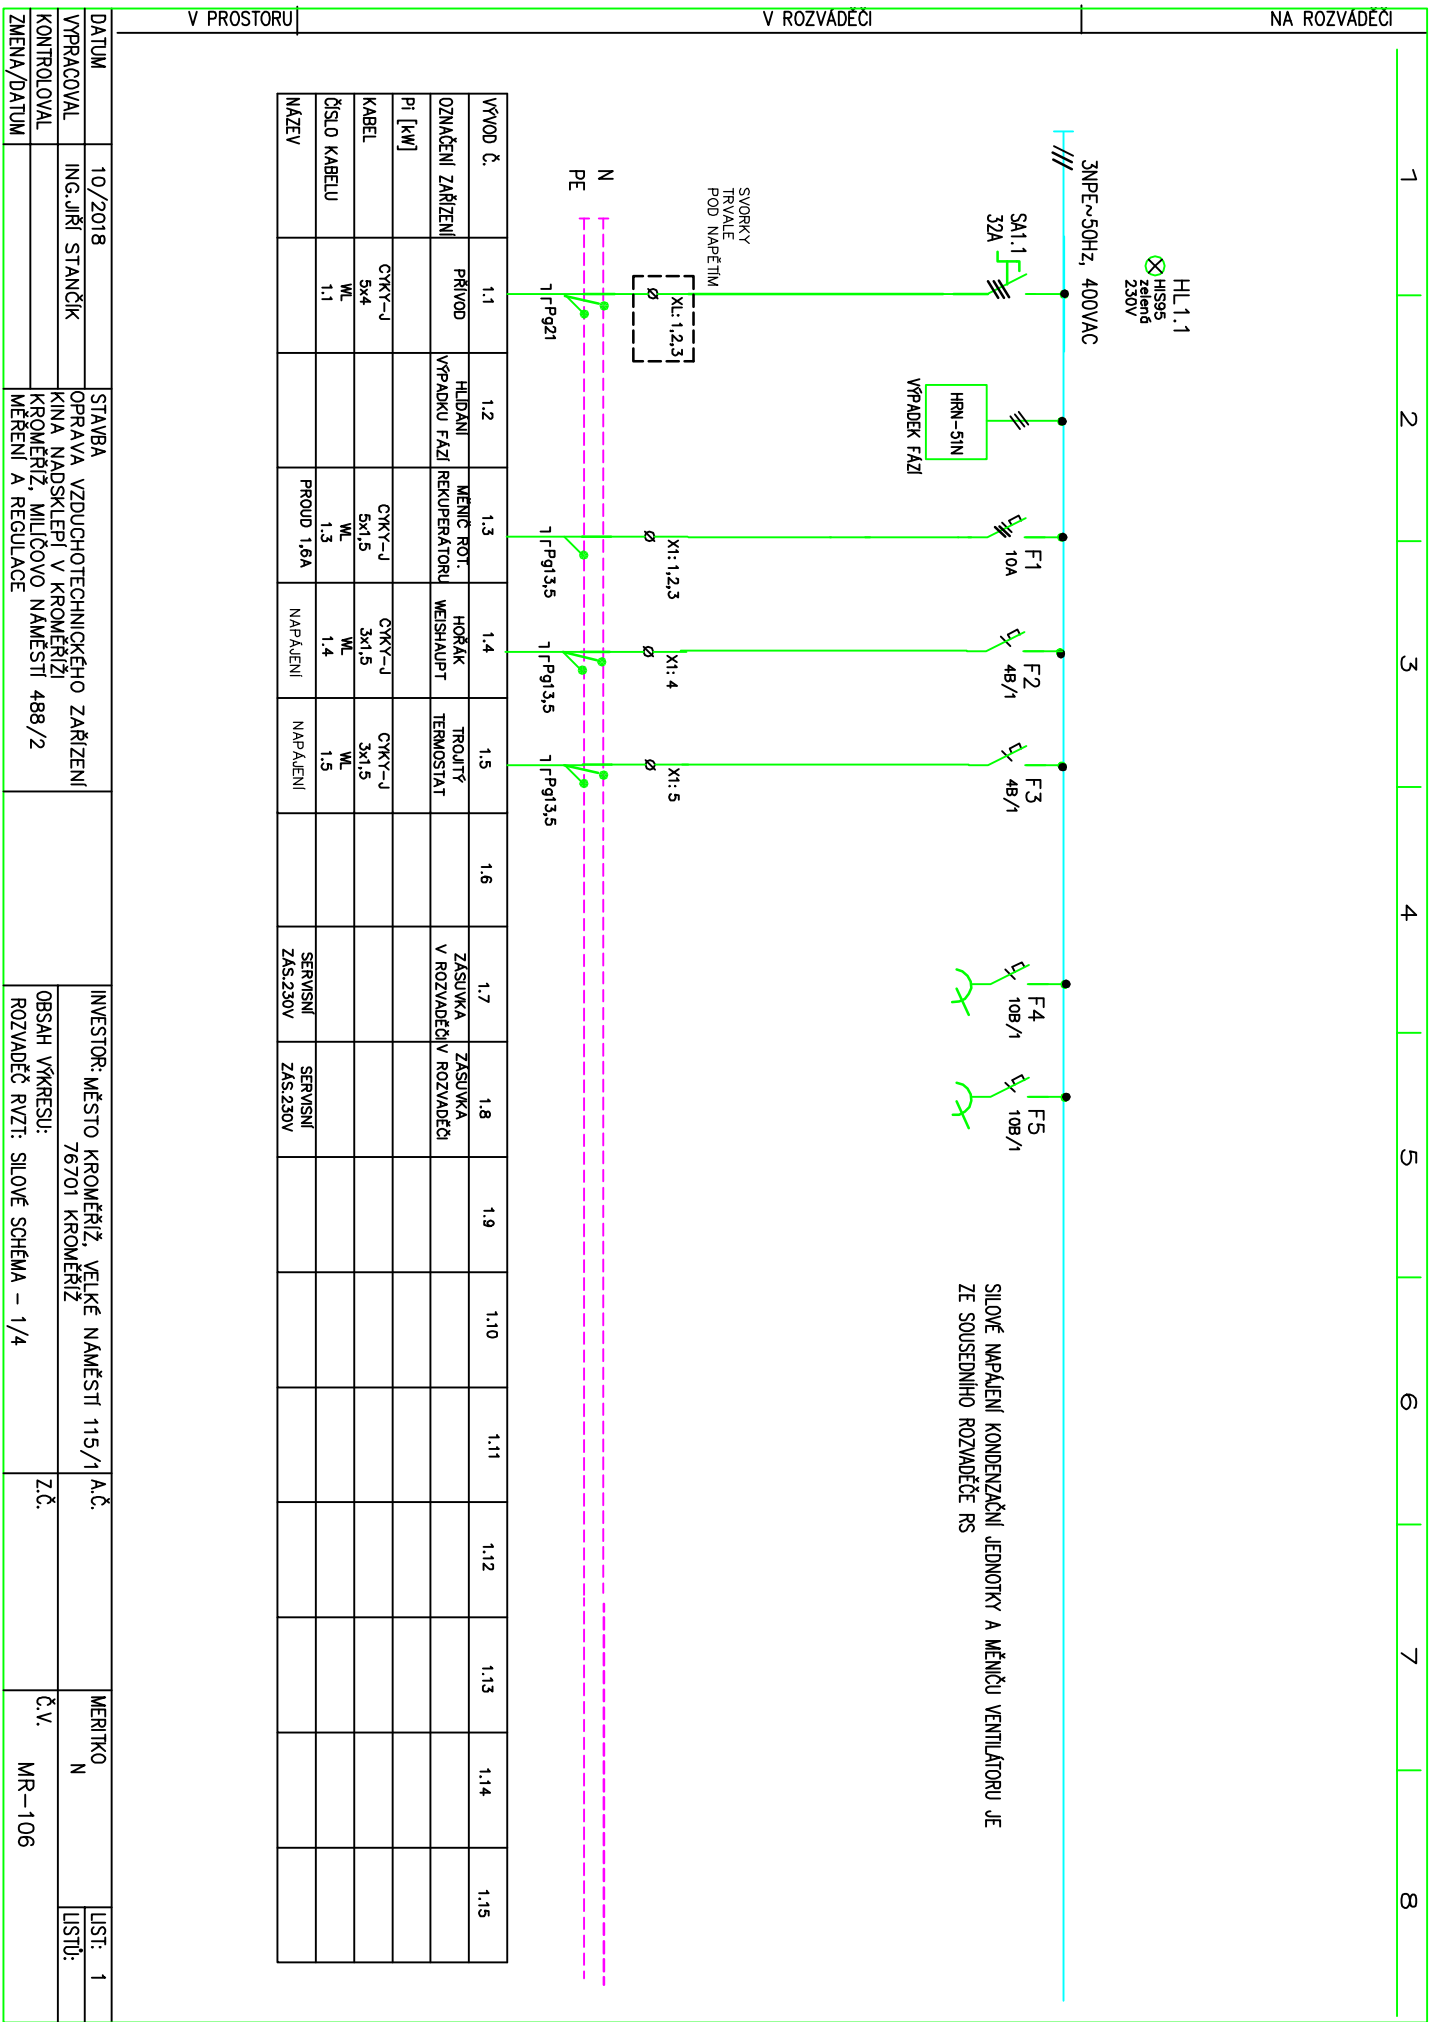 NA ROZVÁDĚČI
V ROZVÁDĚČI
V PROSTORU
1
2
3
4
5
6
7
8
HL1.1
HIS95
zelená
230V
3NPE~50Hz, 400VAC
SA1.1
32A
HRN-51N
VÝPADEK FÁZÍ
F1
10A
F2
4B/1
F3
4B/1
F4
10B/1
F5
10B/1
SILOVÉ NAPÁJENÍ KONDENZAČNÍ JEDNOTKY A MĚNIČU VENTILÁTORU JE
ZE SOUSEDNÍHO ROZVADĚČE RS
SVORKY
TRVALE
POD NAPĚTÍM
XL: 1,2,3
X1: 1,2,3
X1: 4
X1: 5
N
PE
Pg21
Pg13,5
Pg13,5
Pg13,5
VÝVOD Č. 1.1 1.2 1.3 1.4 1.5 1.6 1.7 1.8 1.9 1.10 1.11 1.12 1.13 1.14 1.15
OZNAČENÍ ZAŘÍZENÍ
PŘÍVOD
HLÍDÁNÍ
VÝPADKU FÁZÍ
MĚNIČ ROT.
REKUPERÁTORU
HOŘÁK
WEISHAUPT
TROJITÝ
TERMOSTAT
ZÁSUVKA
V ROZVADĚČI
ZÁSUVKA
V ROZVADĚČI
Pi [kW]
KABEL
CYKY-J
5x4
CYKY-J
5x1,5
CYKY-J
3x1,5
CYKY-J
3x1,5
ČÍSLO KABELU
WL
1.1
WL
1.3
WL
1.4
WL
1.5
NÁZEV
PROUD 1,6A
NAPÁJENÍ
NAPÁJENÍ
SERVISNÍ
ZÁS.230V
SERVISNÍ
ZÁS.230V
DATUM 10/2018
VYPRACOVAL ING.JIŘÍ STANČÍK
KONTROLOVAL
ZMENA/DATUM
STAVBA
OPRAVA VZDUCHOTECHNICKÉHO ZAŘÍZENÍ
KINA NADSKLEPÍ V KROMĚŘÍŽI
KROMĚŘÍŽ, MILÍČOVO NÁMĚSTÍ 488/2
MĚŘENÍ A REGULACE
INVESTOR: MĚSTO KROMĚŘÍŽ, VELKÉ NÁMĚSTÍ 115/1
76701 KROMĚŘÍŽ
OBSAH VÝKRESU:
ROZVADĚČ RVZT: SILOVÉ SCHÉMA - 1/4
A.Č.
Z.Č.
MERITKO
N
Č.V. MR-106
LIST: 1
LISTŮ: